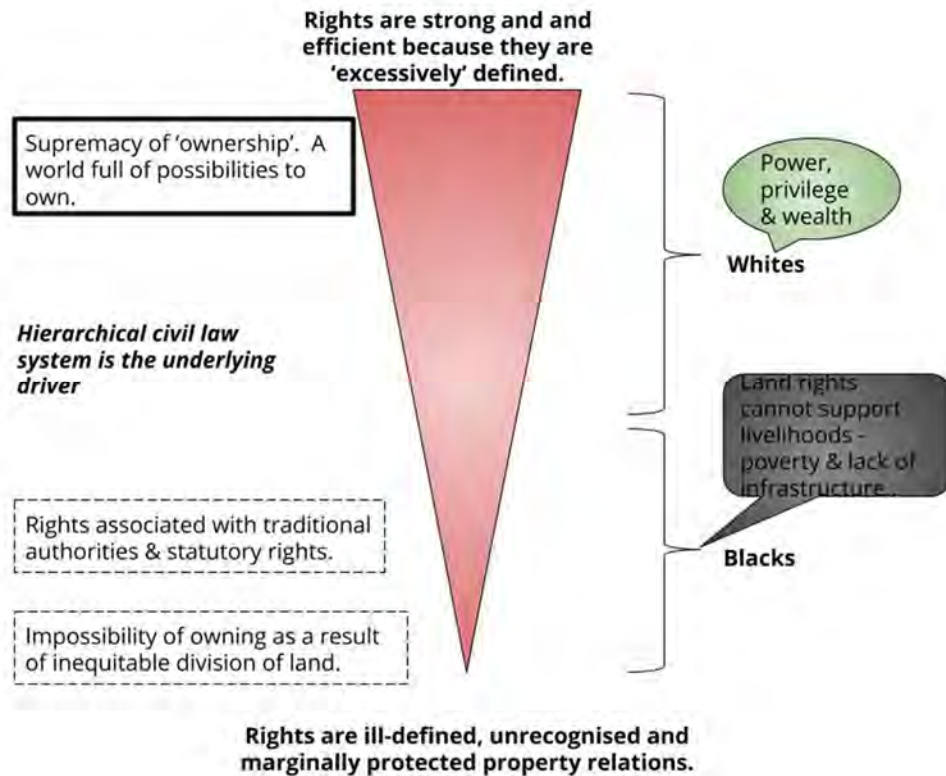 Rights are strong and and
efficient because they are
‘excessively’ defined.
Supremacy of ‘ownership’. A
world full of possibilities to
own.
Power,
privilege
& wealth
Whites
Hierarchical civil law
system is the underlying
driver
Land rights
cannot support
livelihoods -
poverty & lack of
infrastructure..
Rights associated with traditional
authorities & statutory rights.
Blacks
Impossibility of owning as a result
of inequitable division of land.
Rights are ill-defined, unrecognised and
marginally protected property relations.